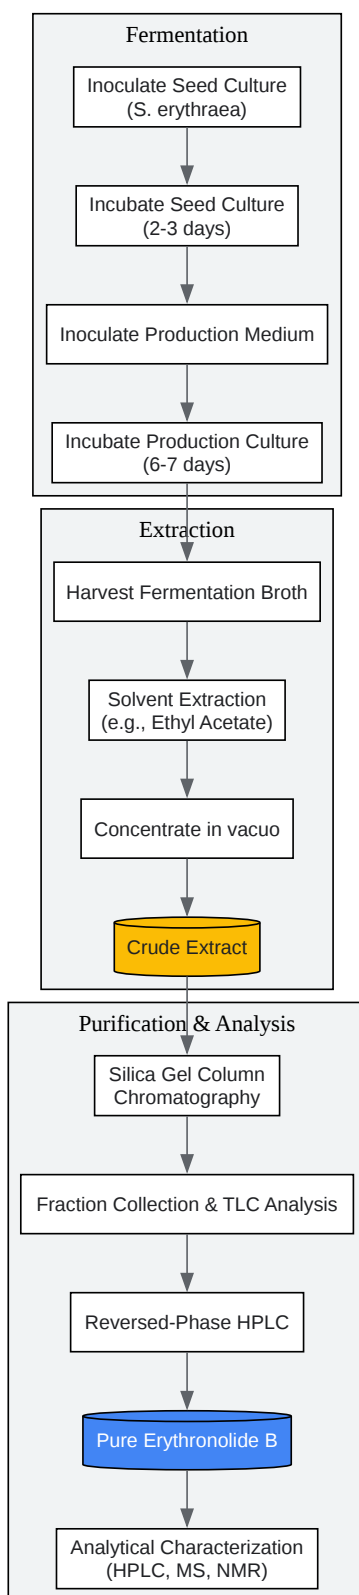 Fermentation
Inoculate Seed Culture
(S. erythraea)
Incubate Seed Culture
(2-3 days)
Inoculate Production Medium
Incubate Production Culture
(6-7 days)
Extraction
Harvest Fermentation Broth
Solvent Extraction
(e.g., Ethyl Acetate)
Concentrate in vacuo
Crude Extract
Purification & Analysis
Silica Gel Column
Chromatography
Fraction Collection & TLC Analysis
Reversed-Phase HPLC
Pure Erythronolide B
Analytical Characterization
(HPLC, MS, NMR)